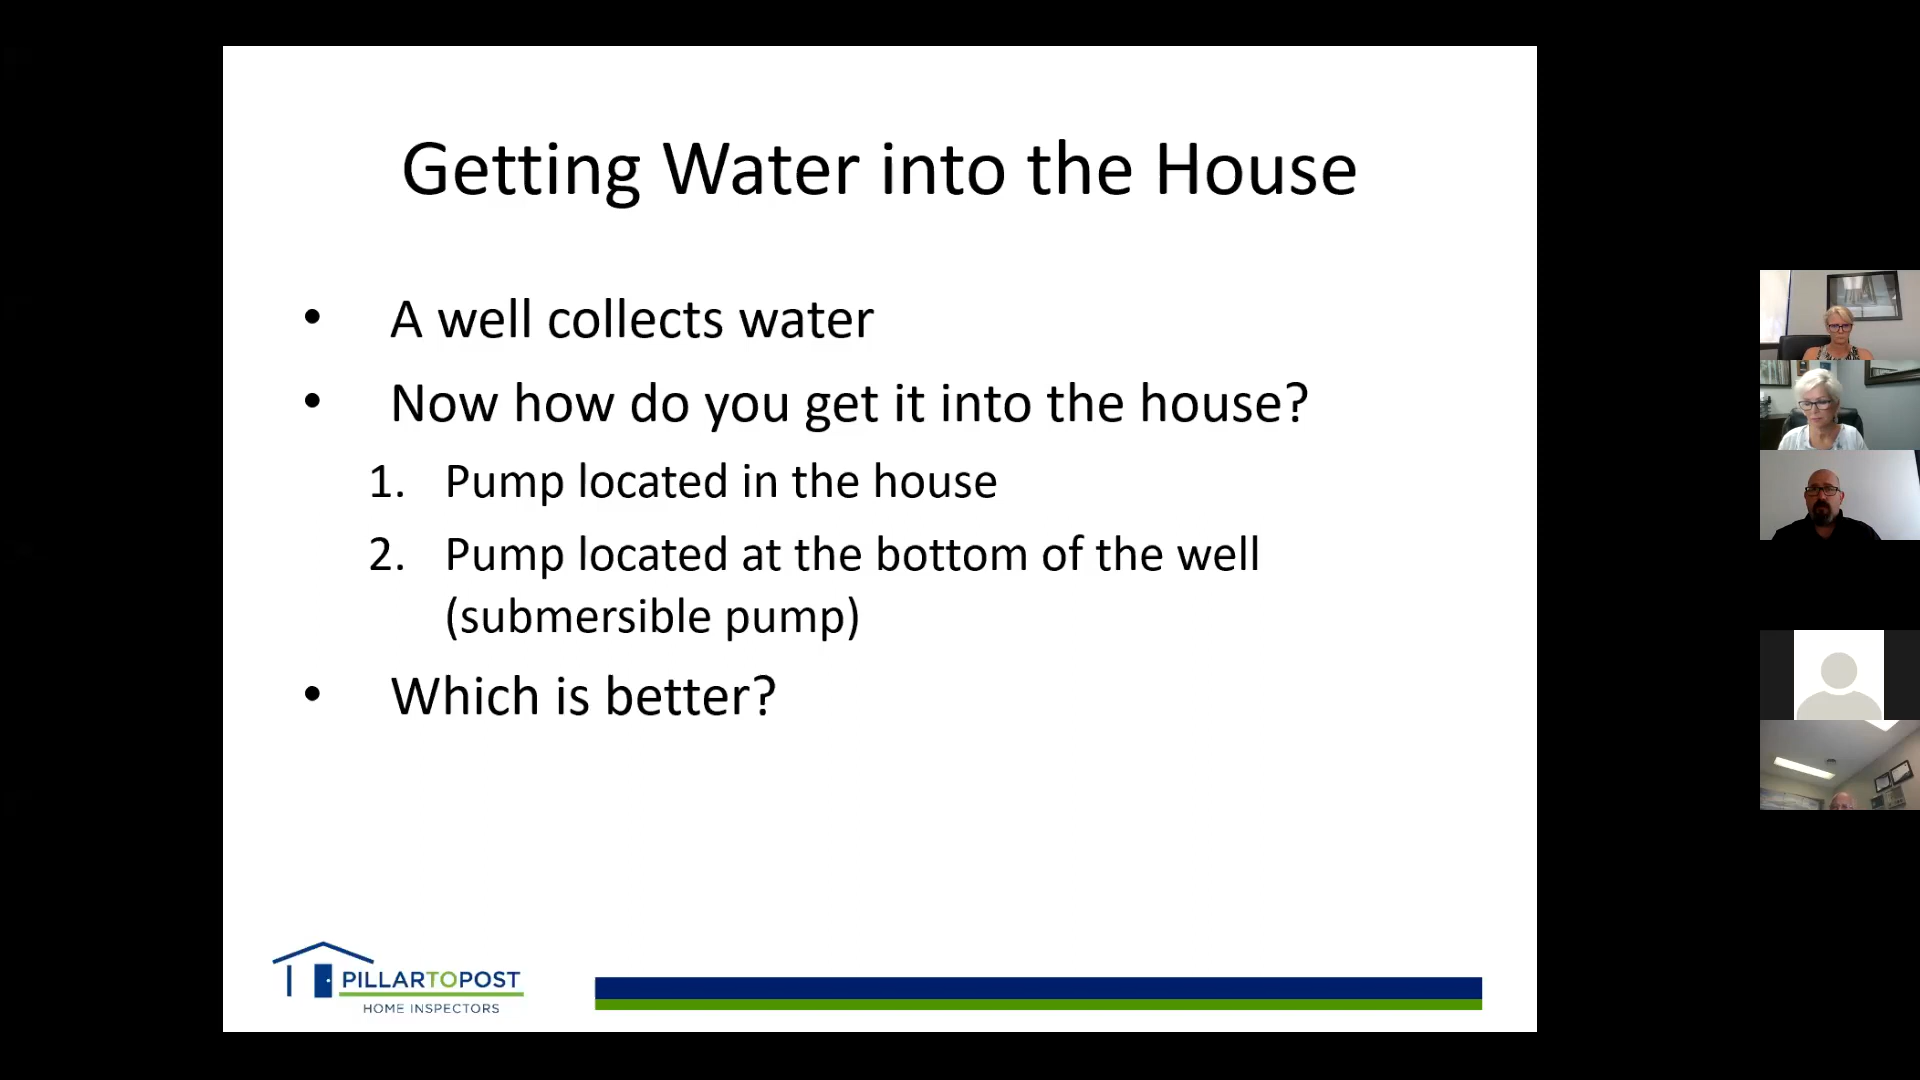 Getting Water into the House
• A well collects water
• Now how do you get it into the house?
1. Pump located in the house
2. Pump located at the bottom of the well
(submersible pump)
• Which is better?
PILLARTOPOST
HOME INSPECTORS